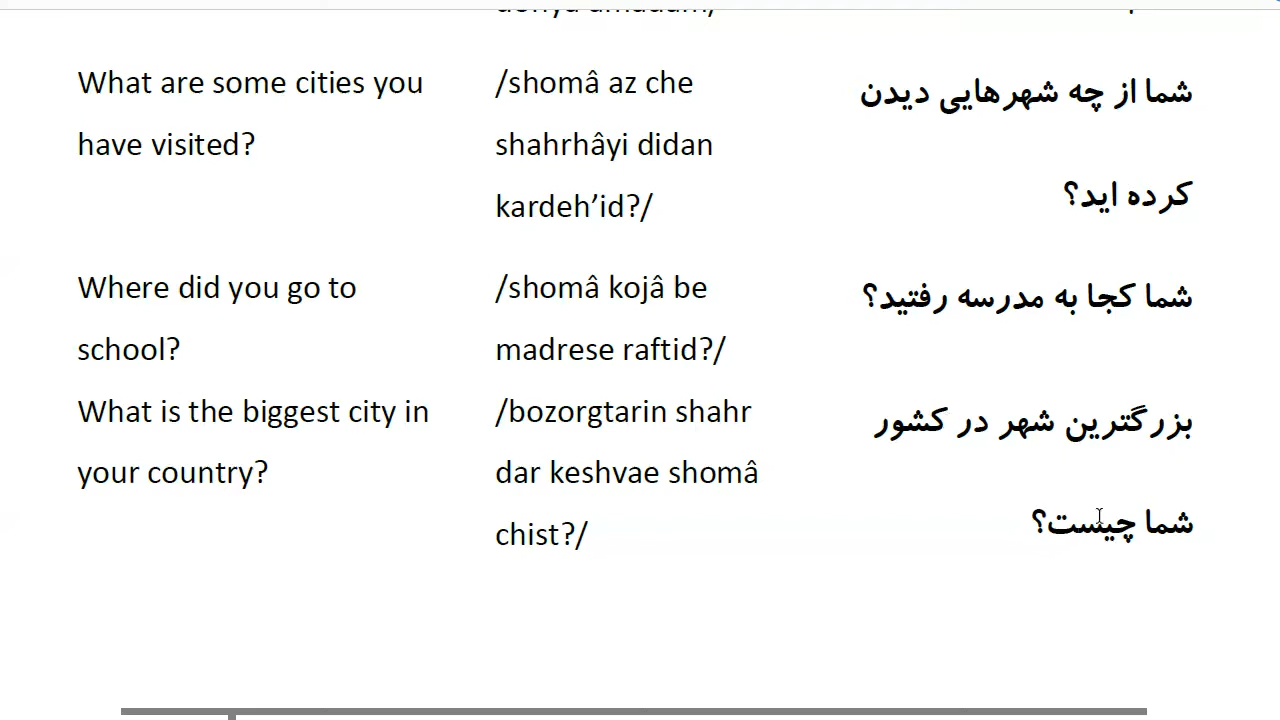 What are some cities you
have visited?
/shomâ az che
shahrhâyi didan
kardeh’id?/
شما از چه شهرهایی دیدن
کرده اید؟
Where did you go to
school?
/shomâ kojâ be
madrese raftid?/
شما کجا به مدرسه رفتید؟
What is the biggest city in
your country?
/bozorgtarin shahr
dar keshvae shomâ
chist?/
بزرگترین شهر در کشور
شما چیست؟